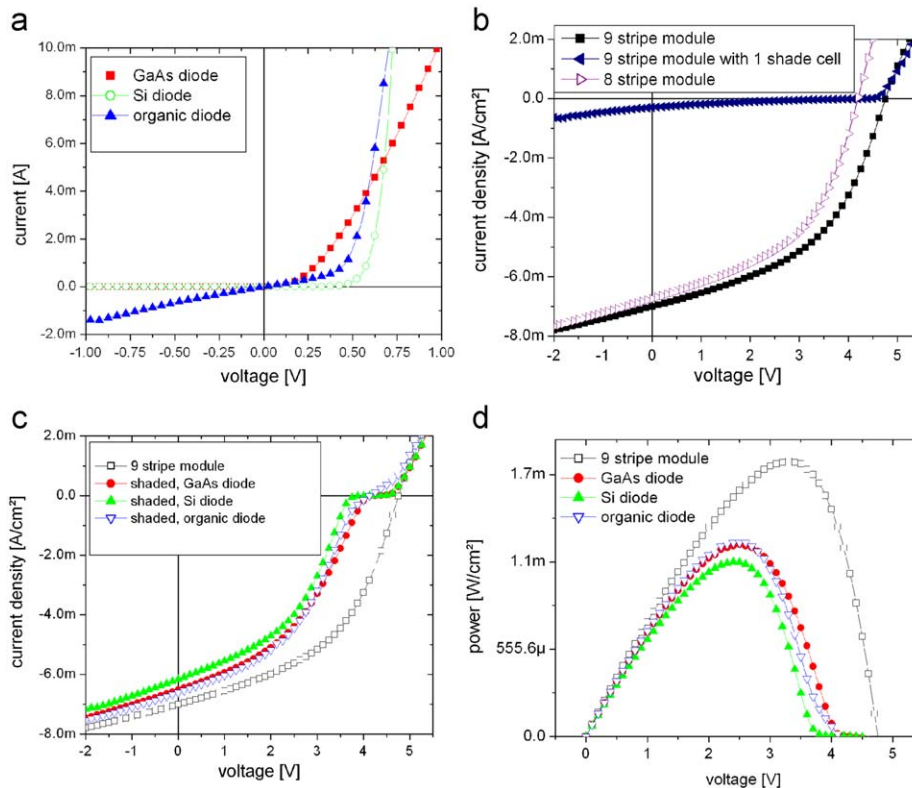 a
10.0m
8.0m
6.0m
4.0m
2.0m
0.0
-2.0m
current [A]
GaAs diode
Si diode
organic diode
-1.00 -0.75 -0.50 -0.25 0.00 0.25 0.50 0.75 1.00
voltage [V]
b
2.0m
0.0
-2.0m
-4.0m
-6.0m
-8.0m
current density [A/cm²]
9 stripe module
9 stripe module with 1 shade cell
8 stripe module
-2 -1 0 1 2 3 4 5
voltage [V]
c
2.0m
0.0
-2.0m
-4.0m
-6.0m
-8.0m
current density [A/cm²]
9 stripe module
shaded, GaAs diode
shaded, Si diode
shaded, organic diode
-2 -1 0 1 2 3 4 5
voltage [V]
d
1.7m
1.1m
555.6µ
0.0
power [W/cm²]
9 stripe module
GaAs diode
Si diode
organic diode
0 1 2 3 4 5
voltage [V]